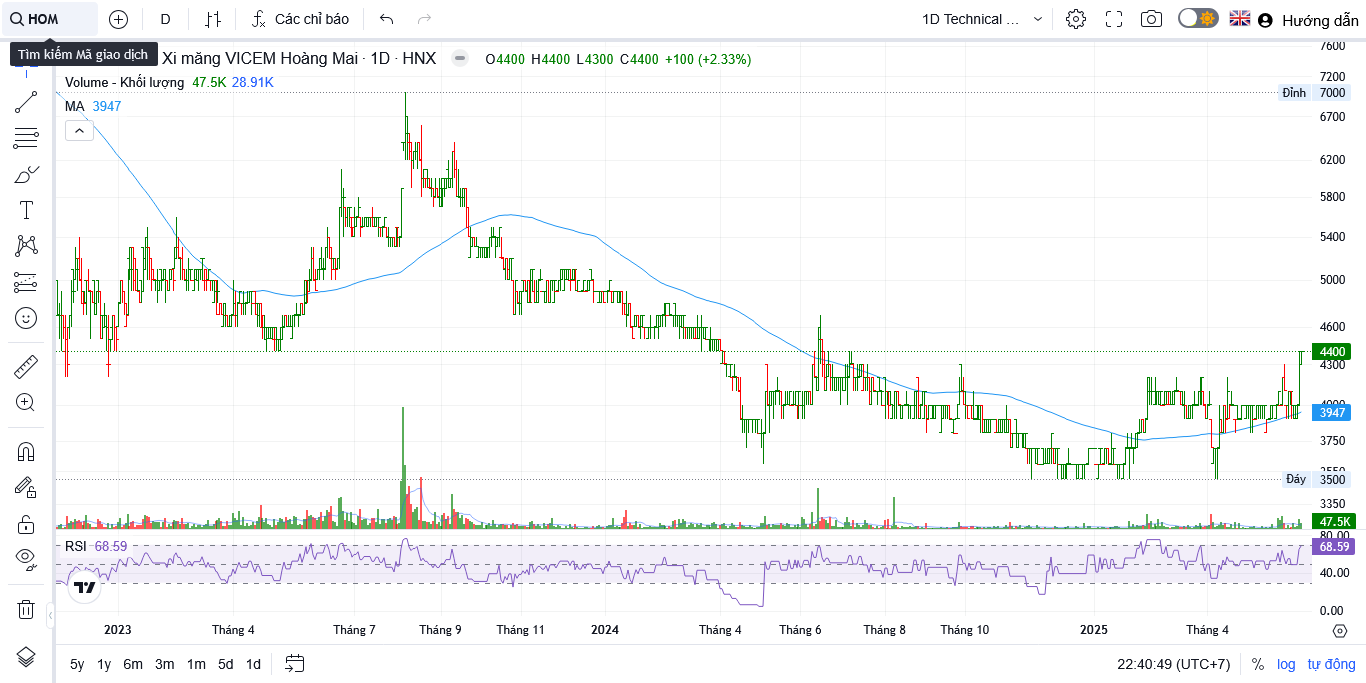 HOM D Các chỉ báo 1D Technical ... Hướng dẫn
Tìm kiếm Mã giao dịch
Xi măng VICEM Hoàng Mai · 1D · HNX O4400 H4400 L4300 C4400 +100 (+2.33%)
Volume - Khối lượng 47.5K 28.91K
MA 3947
7600
7200
Đỉnh 7000
6700
6200
5800
5400
5000
4600
4400
4300
4000
3947
3750
3550
Đáy 3500
3350
47.5K
80.00
RSI 68.59
68.59
40.00
0.00
2023 Tháng 4 Tháng 7 Tháng 9 Tháng 11 2024 Tháng 4 Tháng 6 Tháng 8 Tháng 10 2025 Tháng 4
5y 1y 6m 3m 1m 5d 1d 22:40:49 (UTC+7) % log tự động